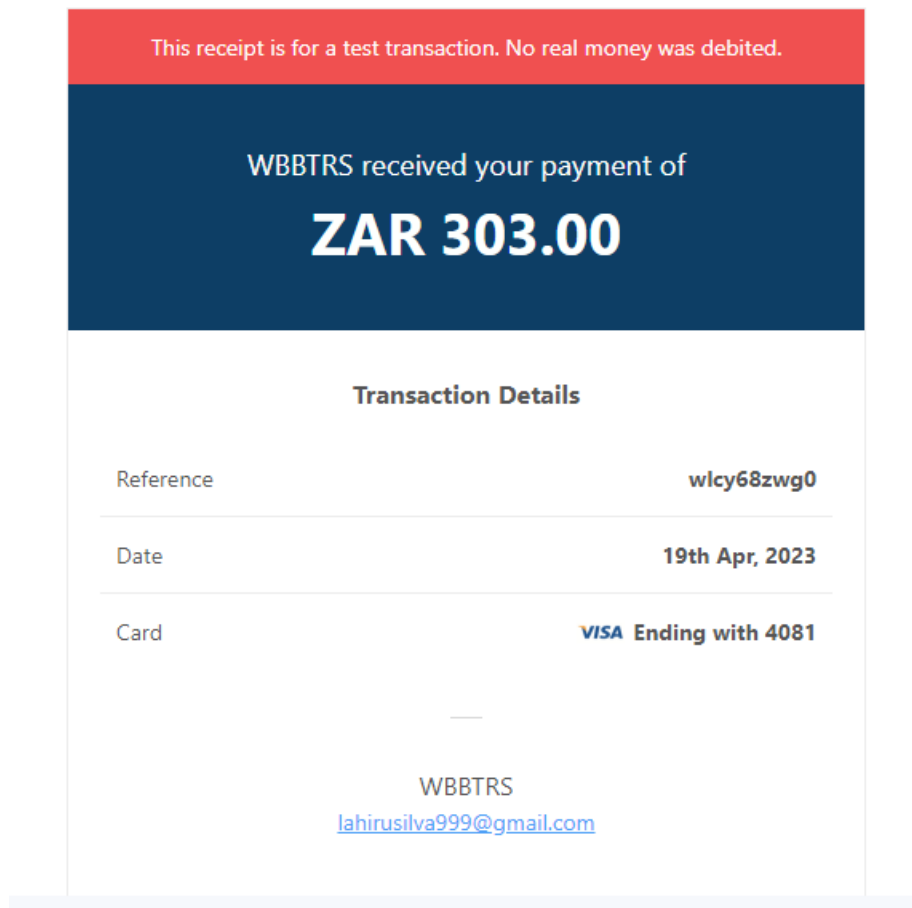 This receipt is for a test transaction. No real money was debited.
WBBTRS received your payment of
ZAR 303.00
Transaction Details
Reference wlcy68zwg0
Date 19th Apr, 2023
Card VISA Ending with 4081
WBBTRS
lahirusilva999@gmail.com